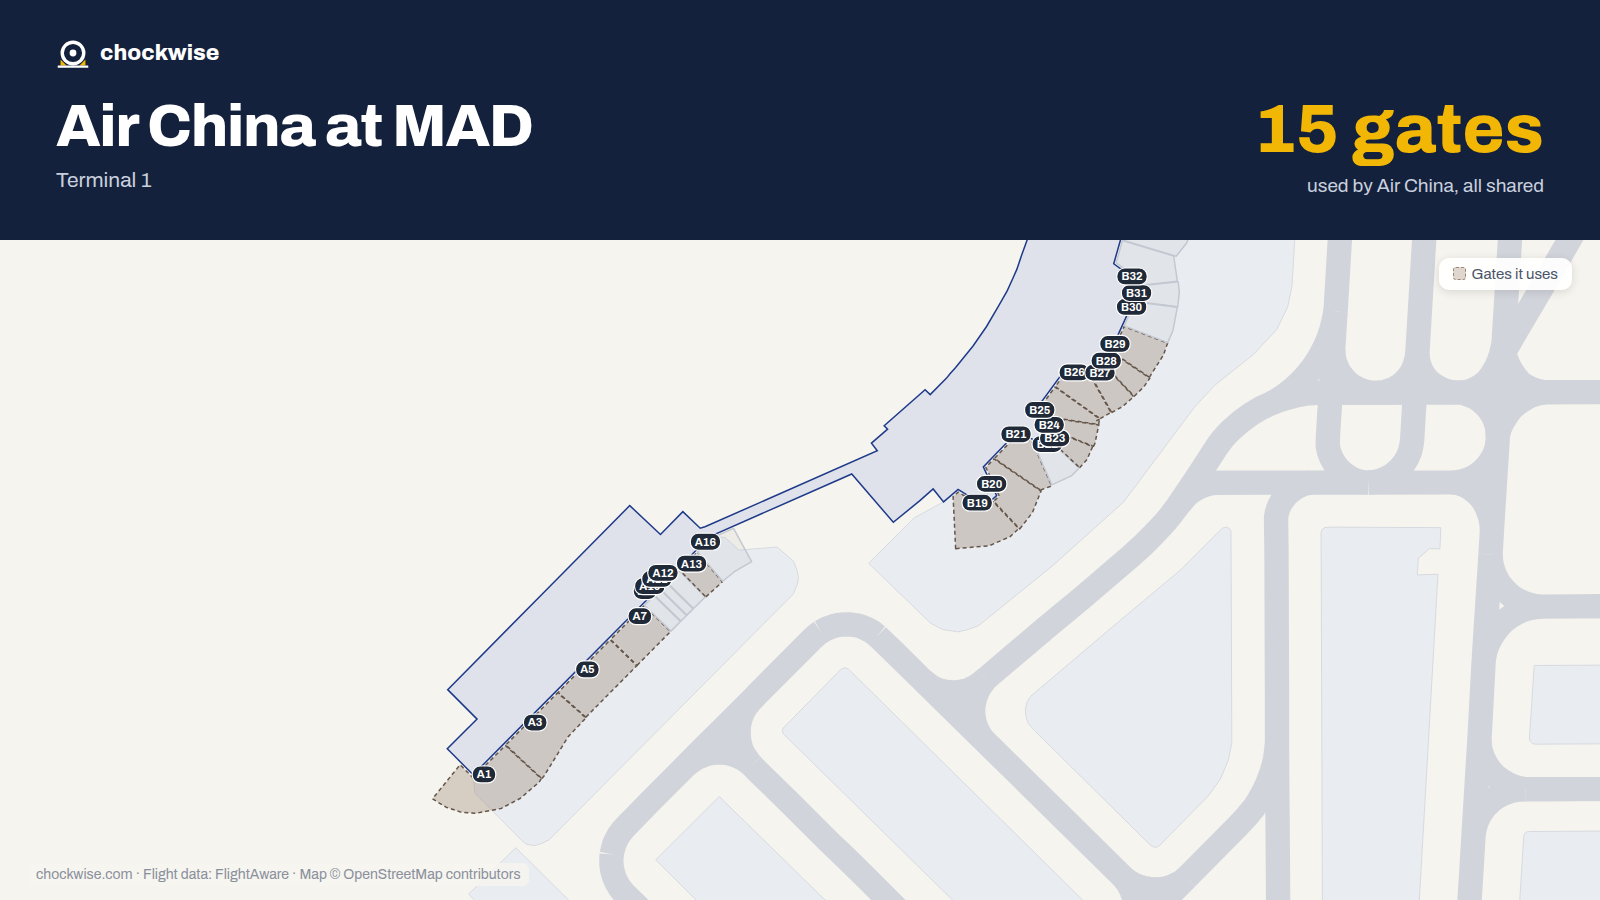 chockwise
Air China at MAD
Terminal 1
15 gates
used by Air China, all shared
Gates it uses
B32
B31
B30
B29
B28
B26
B27
B25
B24
B21
B23
B20
B19
A16
A13
A12
A7
A5
A3
A1
chockwise.com · Flight data: FlightAware · Map © OpenStreetMap contributors